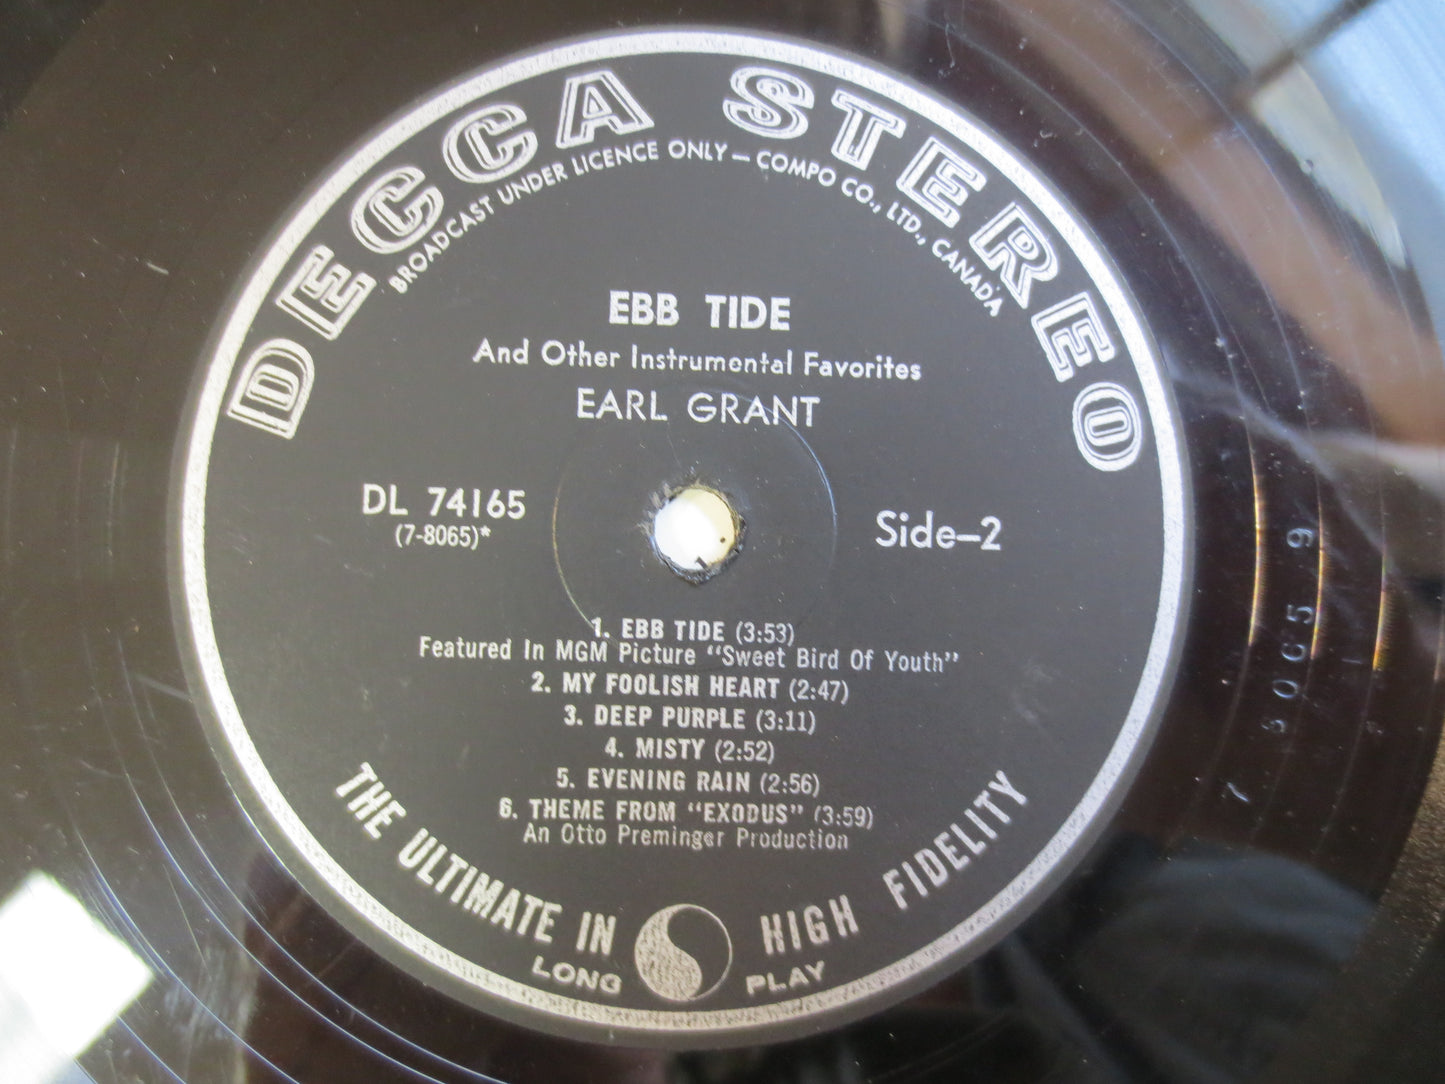 DECCA STEREO
BROADCAST UNDER LICENCE ONLY — COMPO CO., LTD., CANADA
EBB TIDE
And Other Instrumental Favorites
EARL GRANT
DL 74165
(7-8065)*
Side-2
1. EBB TIDE (3:53)
Featured In MGM Picture "Sweet Bird Of Youth"
2. MY FOOLISH HEART (2:47)
3. DEEP PURPLE (3:11)
4. MISTY (2:52)
5. EVENING RAIN (2:56)
6. THEME FROM "EXODUS" (3:59)
An Otto Preminger Production
THE ULTIMATE IN HIGH FIDELITY
LONG PLAY